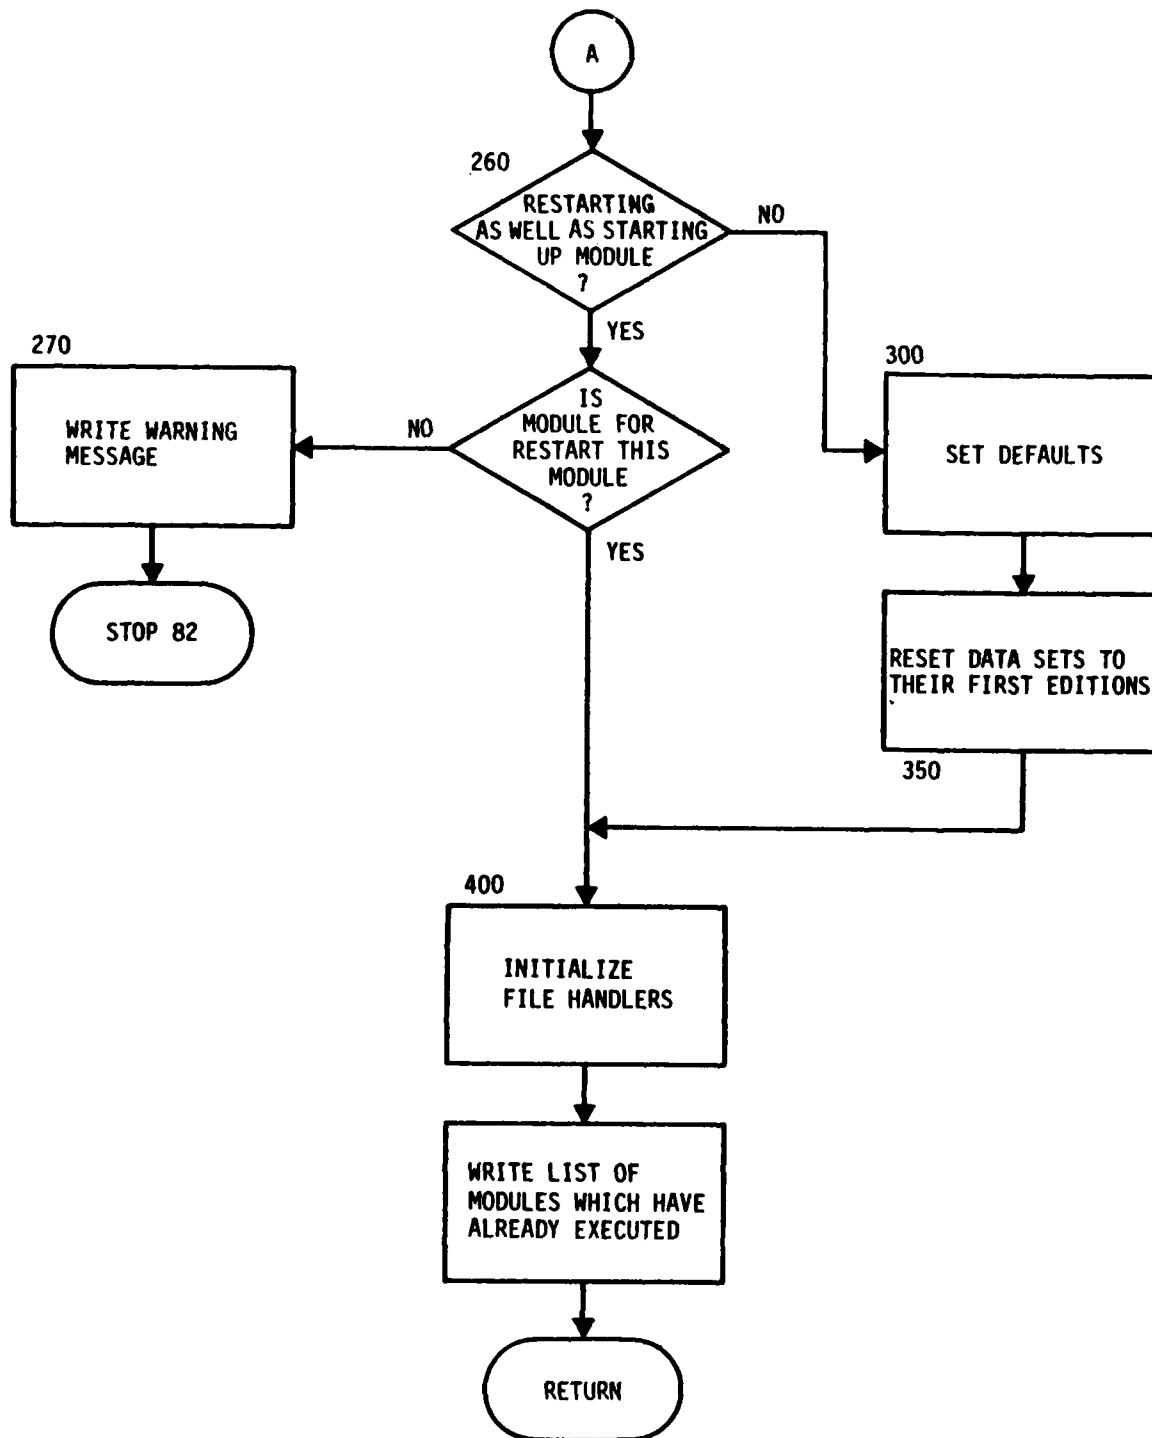 A
260
RESTARTING
AS WELL AS STARTING
UP MODULE
?
NO
YES
270
WRITE WARNING
MESSAGE
NO
IS
MODULE FOR
RESTART THIS
MODULE
?
YES
300
SET DEFAULTS
STOP 82
RESET DATA SETS TO
THEIR FIRST EDITIONS
350
400
INITIALIZE
FILE HANDLERS
WRITE LIST OF
MODULES WHICH HAVE
ALREADY EXECUTED
RETURN